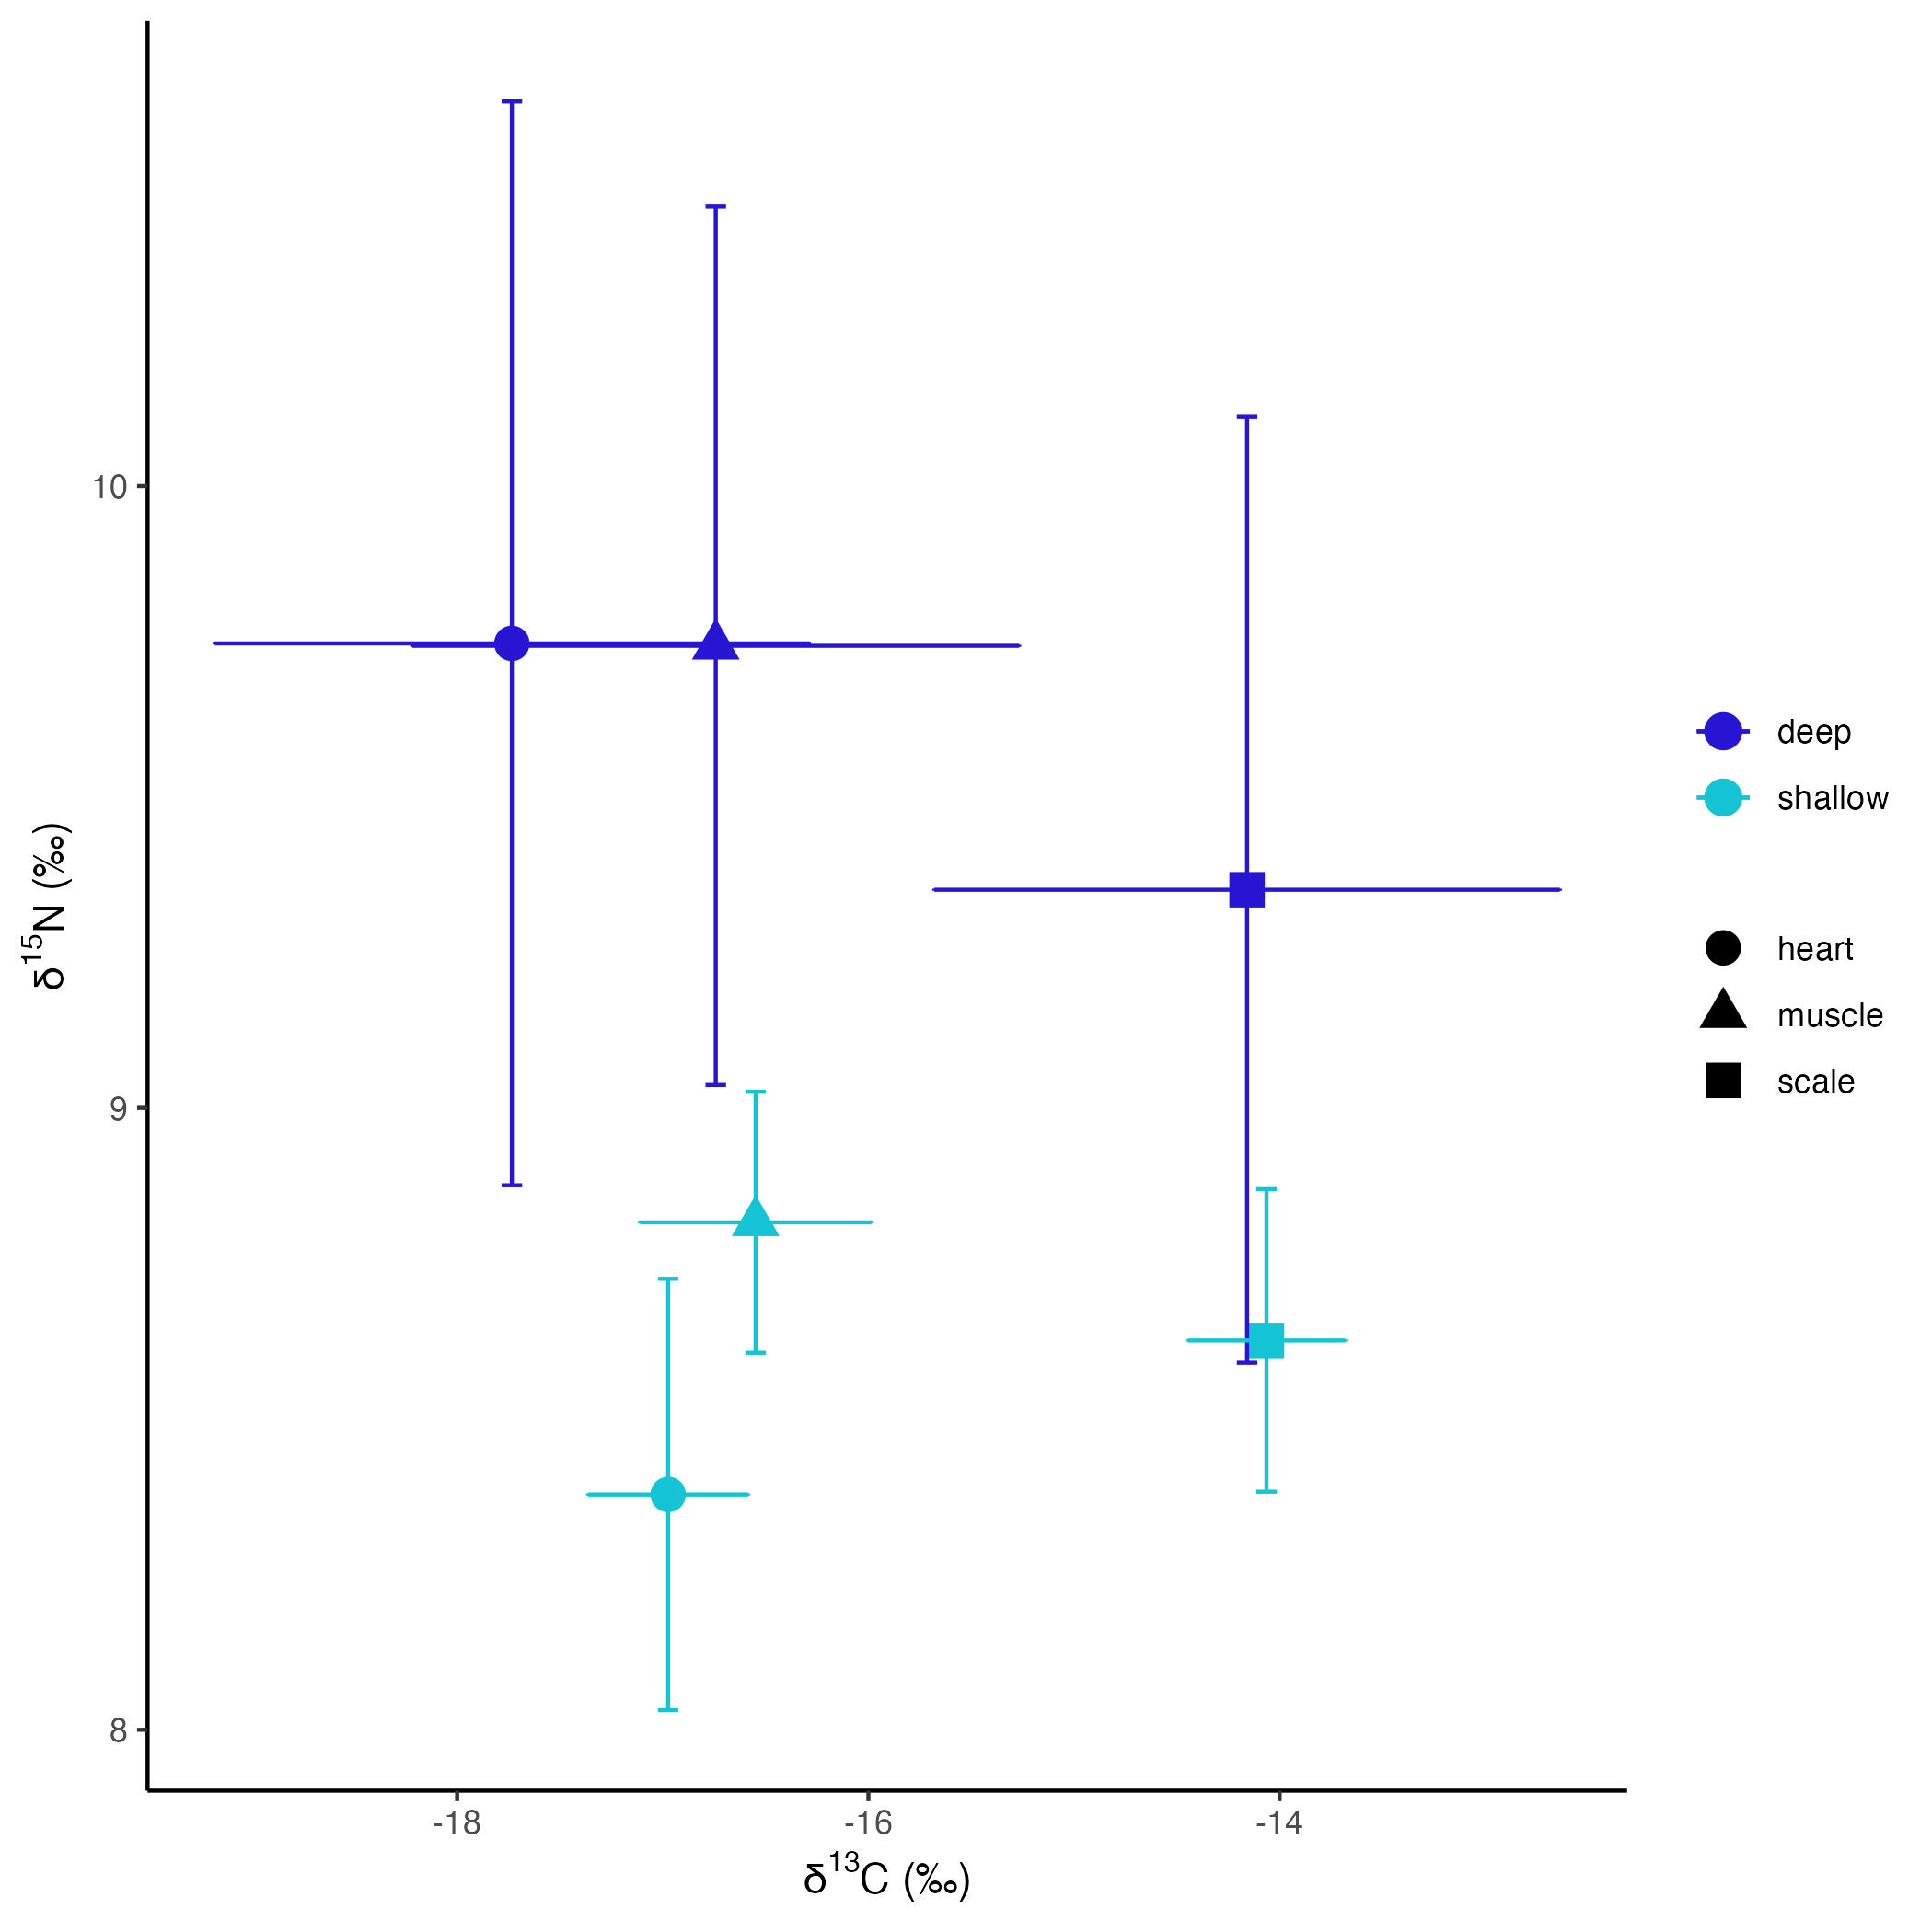 10
9
8
δ¹⁵N (‰)
-18
-16
-14
δ¹³C (‰)
deep
shallow
heart
muscle
scale